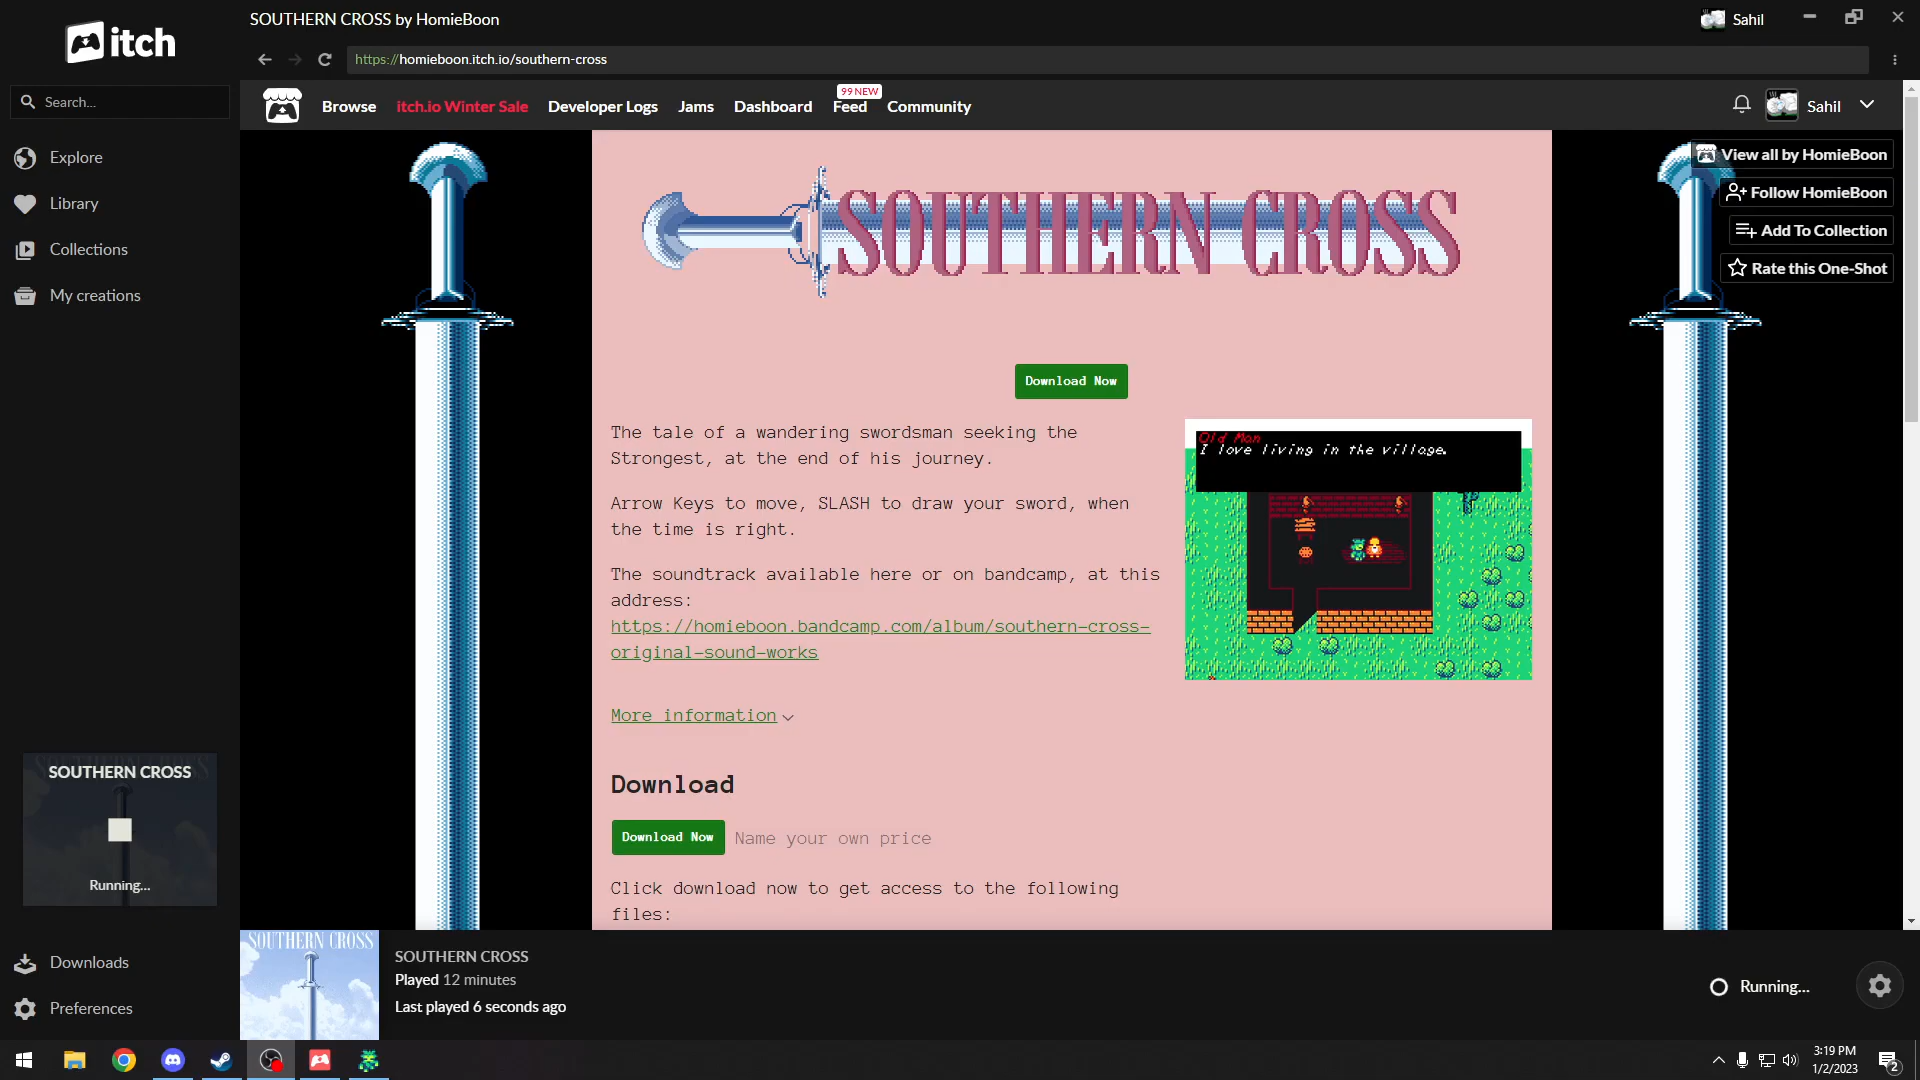 itch
SOUTHERN CROSS by HomieBoon
Sahil
https://homieboon.itch.io/southern-cross
Search...
Explore
Library
Collections
My creations
Browse
itch.io Winter Sale
Developer Logs
Jams
Dashboard
99 NEW
Feed
Community
Sahil
View all by HomieBoon
Follow HomieBoon
Add To Collection
Rate this One-Shot
SOUTHERN CROSS
Download Now
The tale of a wandering swordsman seeking the
Strongest, at the end of his journey.
Arrow Keys to move, SLASH to draw your sword, when
the time is right.
The soundtrack available here or on bandcamp, at this
address:
https://homieboon.bandcamp.com/album/southern-cross-
original-sound-works
More information
Old Man
I love living in the village.
Download
Download Now
Name your own price
Click download now to get access to the following
files:
SOUTHERN CROSS
Running...
Downloads
Preferences
SOUTHERN CROSS
SOUTHERN CROSS
Played 12 minutes
Last played 6 seconds ago
Running...
3:19 PM
1/2/2023
2